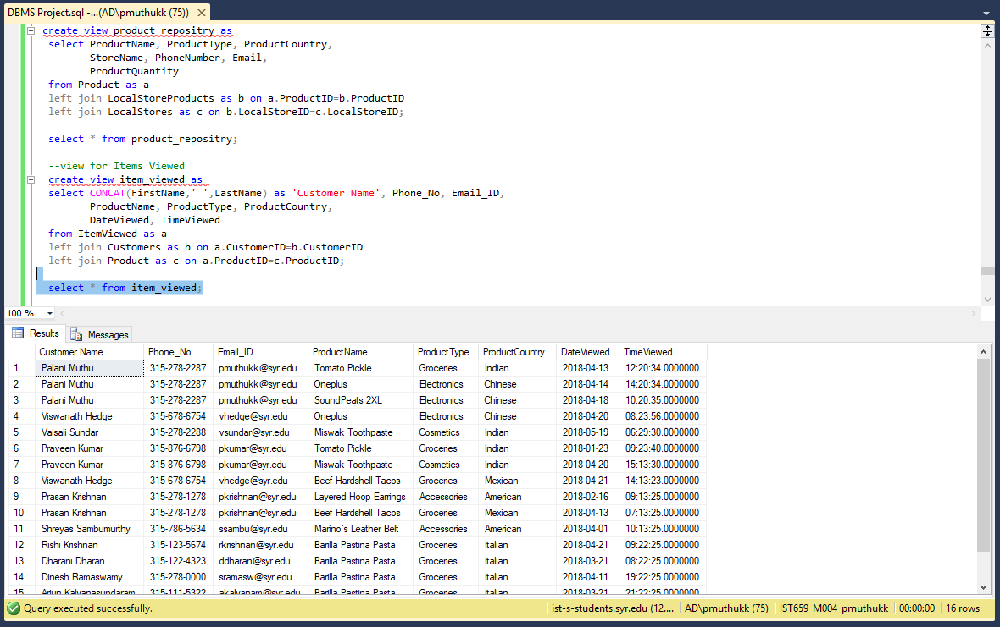 DBMS Project.sql -...(AD\pmuthukk (75))
create view product_repositry as
select ProductName, ProductType, ProductCountry,
StoreName, PhoneNumber, Email,
ProductQuantity
from Product as a
left join LocalStoreProducts as b on a.ProductID=b.ProductID
left join LocalStores as c on b.LocalStoreID=c.LocalStoreID;
select * from product_repositry;
--view for Items Viewed
create view item_viewed as
select CONCAT(FirstName,' ',LastName) as 'Customer Name', Phone_No, Email_ID,
ProductName, ProductType, ProductCountry,
DateViewed, TimeViewed
from ItemViewed as a
left join Customers as b on a.CustomerID=b.CustomerID
left join Product as c on a.ProductID=c.ProductID;
select * from item_viewed;
100 %
Results Messages
Customer Name Phone_No Email_ID ProductName ProductType ProductCountry DateViewed TimeViewed
1 Palani Muthu 315-278-2287 pmuthukk@syr.edu Tomato Pickle Groceries Indian 2018-04-13 12:20:34.0000000
2 Palani Muthu 315-278-2287 pmuthukk@syr.edu Oneplus Electronics Chinese 2018-04-14 14:20:34.0000000
3 Palani Muthu 315-278-2287 pmuthukk@syr.edu SoundPeats 2XL Electronics Chinese 2018-04-18 10:20:35.0000000
4 Viswanath Hedge 315-678-6754 vhedge@syr.edu Oneplus Electronics Chinese 2018-04-20 08:23:56.0000000
5 Vaisali Sundar 315-278-2288 vsundar@syr.edu Miswak Toothpaste Cosmetics Indian 2018-05-19 06:29:30.0000000
6 Praveen Kumar 315-876-6798 pkumar@syr.edu Tomato Pickle Groceries Indian 2018-01-23 09:23:40.0000000
7 Praveen Kumar 315-876-6798 pkumar@syr.edu Miswak Toothpaste Cosmetics Indian 2018-04-20 15:13:30.0000000
8 Viswanath Hedge 315-678-6754 vhedge@syr.edu Beef Hardshell Tacos Groceries Mexican 2018-04-21 14:13:23.0000000
9 Prasan Krishnan 315-278-1278 pkrishnan@syr.edu Layered Hoop Earrings Accessories American 2018-02-16 09:13:25.0000000
10 Prasan Krishnan 315-278-1278 pkrishnan@syr.edu Beef Hardshell Tacos Groceries Mexican 2018-04-13 07:13:25.0000000
11 Shreyas Sambumurthy 315-786-5634 ssambu@syr.edu Marino's Leather Belt Accessories American 2018-04-01 10:13:25.0000000
12 Rishi Krishnan 315-123-5674 rkrishnan@syr.edu Barilla Pastina Pasta Groceries Italian 2018-04-21 09:22:25.0000000
13 Dharani Dharan 315-122-4323 ddharan@syr.edu Barilla Pastina Pasta Groceries Italian 2018-03-21 08:22:25.0000000
14 Dinesh Ramaswamy 315-278-0000 sramasw@syr.edu Barilla Pastina Pasta Groceries Italian 2018-04-11 19:22:25.0000000
15 Arjun Kalyanasundaram 315-111-5322 akalyanam@syr.edu Barilla Pastina Pasta Groceries Italian 2018-03-21 21:22:25.0000000
Query executed successfully. ist-s-students.syr.edu (12.... AD\pmuthukk (75) IST659_M004_pmuthukk 00:00:00 16 rows